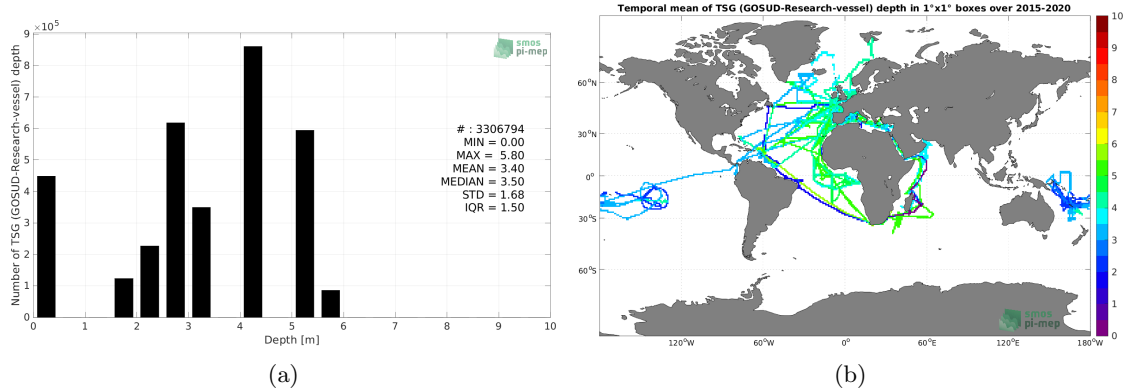 9 ×10⁵
8
7
6
5
4
3
2
1
0
Number of TSG (GOSUD-Research-vessel) depth
smos
pi-mep
# : 3306794
MIN = 0.00
MAX = 5.80
MEAN = 3.40
MEDIAN = 3.50
STD = 1.68
IQR = 1.50
0 1 2 3 4 5 6 7 8 9 10
Depth [m]
(a)
Temporal mean of TSG (GOSUD-Research-vessel) depth in 1°x1° boxes over 2015-2020
60°N
30°N
0°
30°S
60°S
120°W 60°W 0° 60°E 120°E 180°W
smos
pi-mep
10
9
8
7
6
5
4
3
2
1
0
(b)